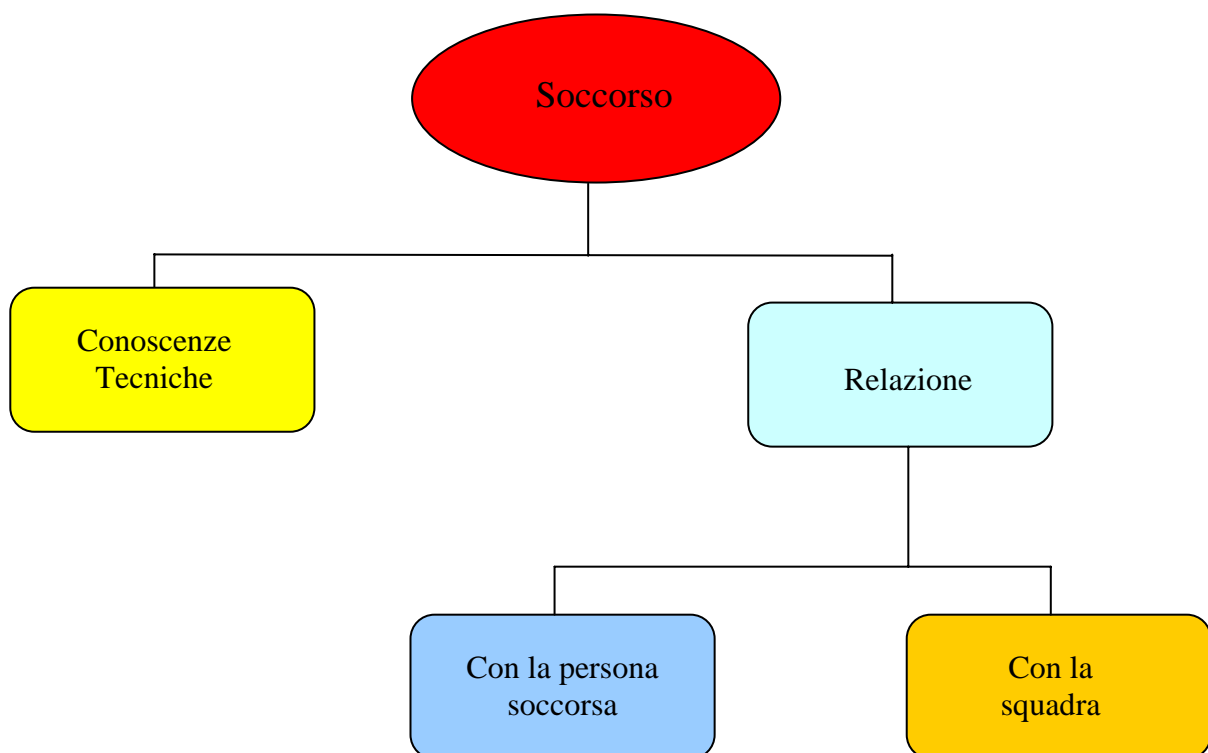 Soccorso
Conoscenze
Tecniche
Relazione
Con la persona
soccorsa
Con la
squadra